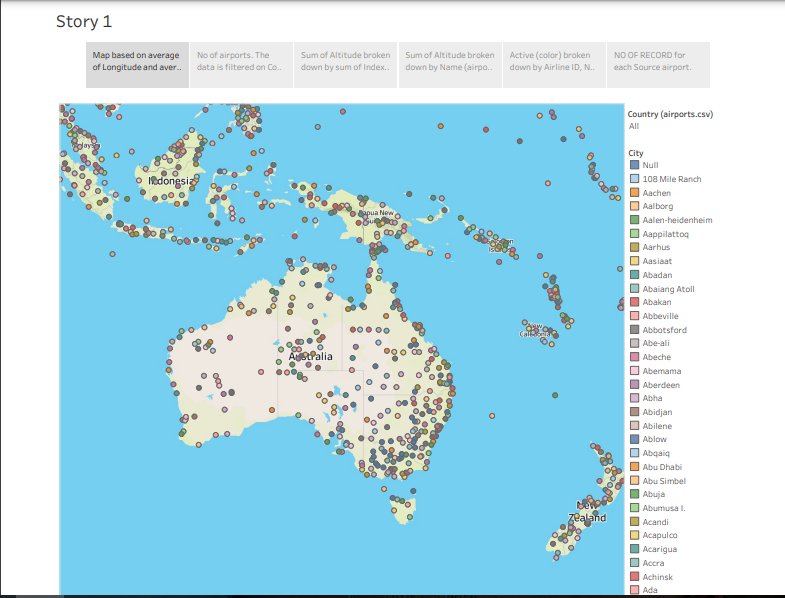 Story 1
Map based on average
of Longitude and aver..
No of airports. The
data is filtered on Co..
Sum of Altitude broken
down by sum of Index..
Sum of Altitude broken
down by Name (airpo..
Active (color) broken
down by Airline ID, N..
NO OF RECORD for
each Source airport.
Country (airports.csv)
All
City
Null
108 Mile Ranch
Aachen
Aalborg
Aalen-heidenheim
Aappilattoq
Aarhus
Aasiaat
Abadan
Abaiang Atoll
Abakan
Abbeville
Abbotsford
Abe-ali
Abeche
Abemama
Aberdeen
Abha
Abidjan
Abilene
Ablow
Abqaiq
Abu Dhabi
Abu Simbel
Abuja
Abumusa I.
Acandi
Acapulco
Acarigua
Accra
Achinsk
Ada
Indonesia
Papua New
Australia
New
Caledonia
New
Zealand